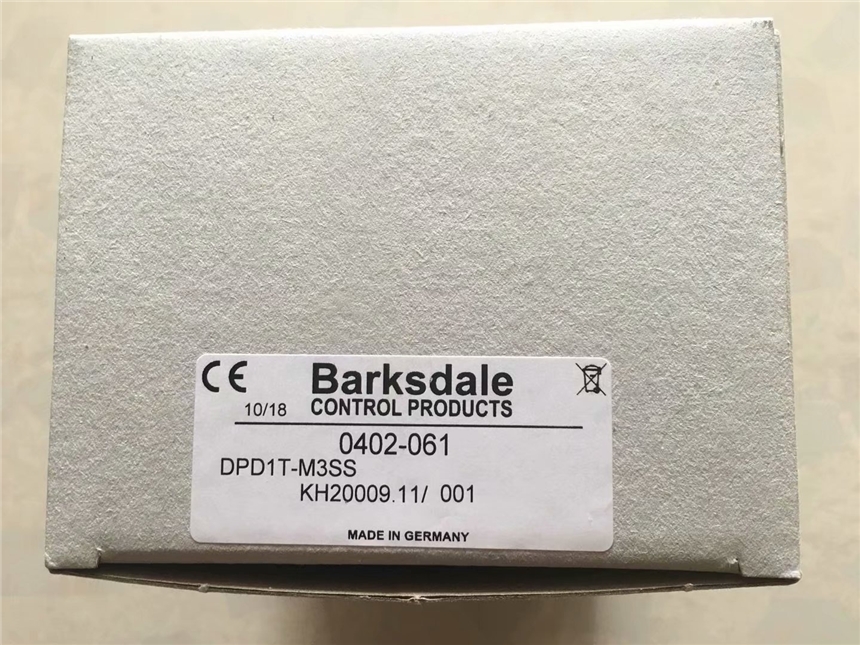 CE
Barksdale
10/18
CONTROL PRODUCTS
0402-061
DPD1T-M3SS
KH20009.11/ 001
MADE IN GERMANY